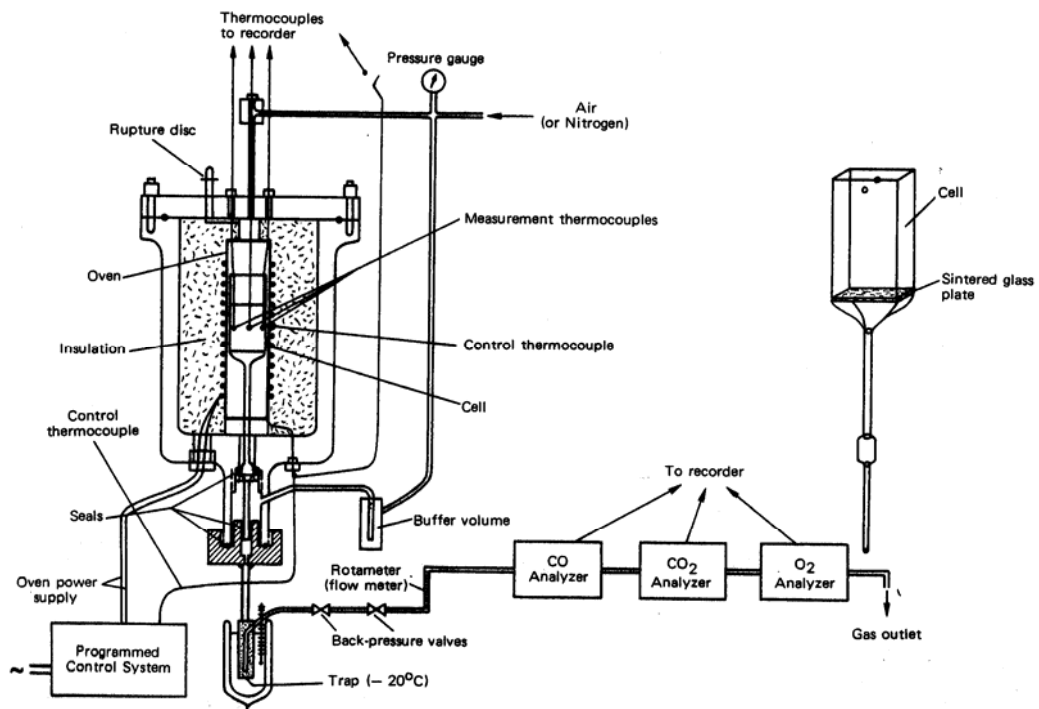 Thermocouples
to recorder
Pressure gauge
Air
(or Nitrogen)
Rupture disc
Measurement thermocouples
Cell
Oven
Sintered glass
plate
Insulation
Control thermocouple
Control
thermocouple
Cell
To recorder
Seals
Buffer volume
Rotameter
(flow meter)
CO
Analyzer
CO2
Analyzer
O2
Analyzer
Oven power
supply
Back-pressure valves
Gas outlet
Programmed
Control System
~
Trap (– 20°C)